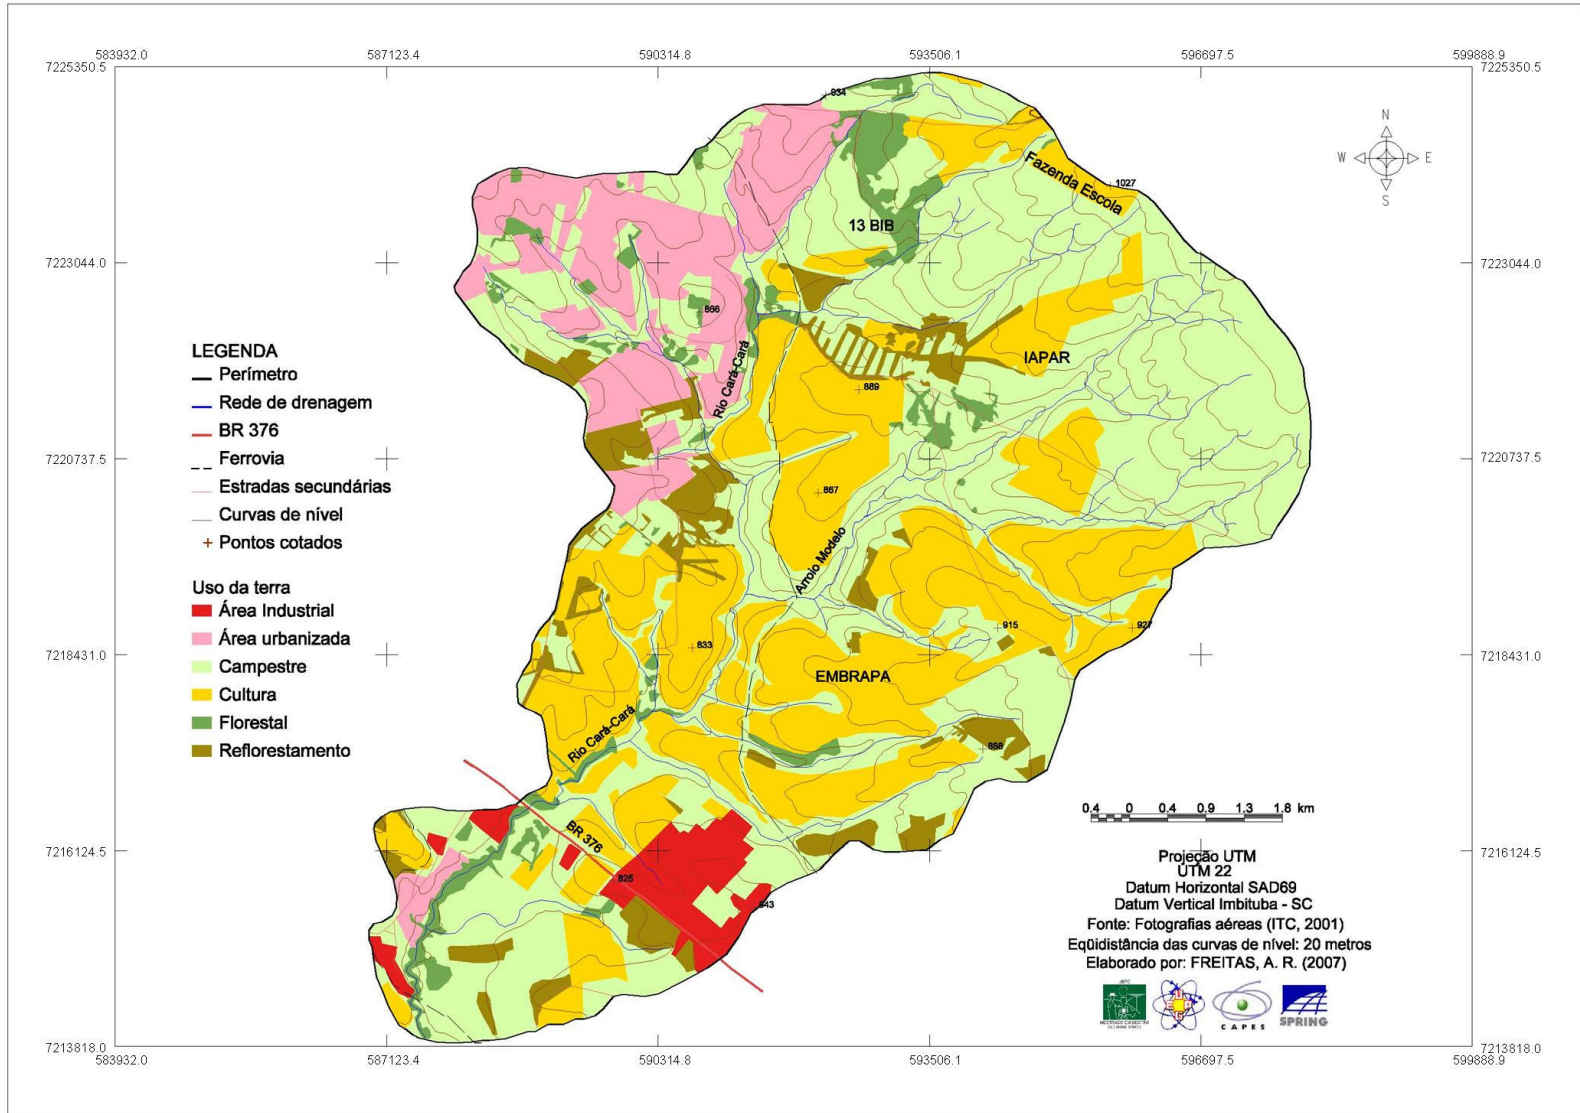 583932.0 587123.4 590314.8 593506.1 596697.5 599888.9
7225350.5 7225350.5
934
N
W E
S
Fazenda Escola
1027
13 BIB
7223044.0 7223044.0
866
LEGENDA
Perímetro
Rede de drenagem
BR 376
Ferrovia
Estradas secundárias
Curvas de nível
Pontos cotados
Rio Cará-Cará
IAPAR
889
7220737.5 7220737.5
867
Arroio Modelo
Uso da terra
Área Industrial
Área urbanizada
Campestre
Cultura
Florestal
Reflorestamento
915
927
833
7218431.0 7218431.0
EMBRAPA
Rio Cará-Cará
868
0.4 0 0.4 0.9 1.3 1.8 km
BR 376
7216124.5 7216124.5
825
843
Projeção UTM
UTM 22
Datum Horizontal SAD69
Datum Vertical Imbituba - SC
Fonte: Fotografias aéreas (ITC, 2001)
Eqüidistância das curvas de nível: 20 metros
Elaborado por: FREITAS, A. R. (2007)
U E P G
CAPES
SPRING
7213818.0 7213818.0
583932.0 587123.4 590314.8 593506.1 596697.5 599888.9